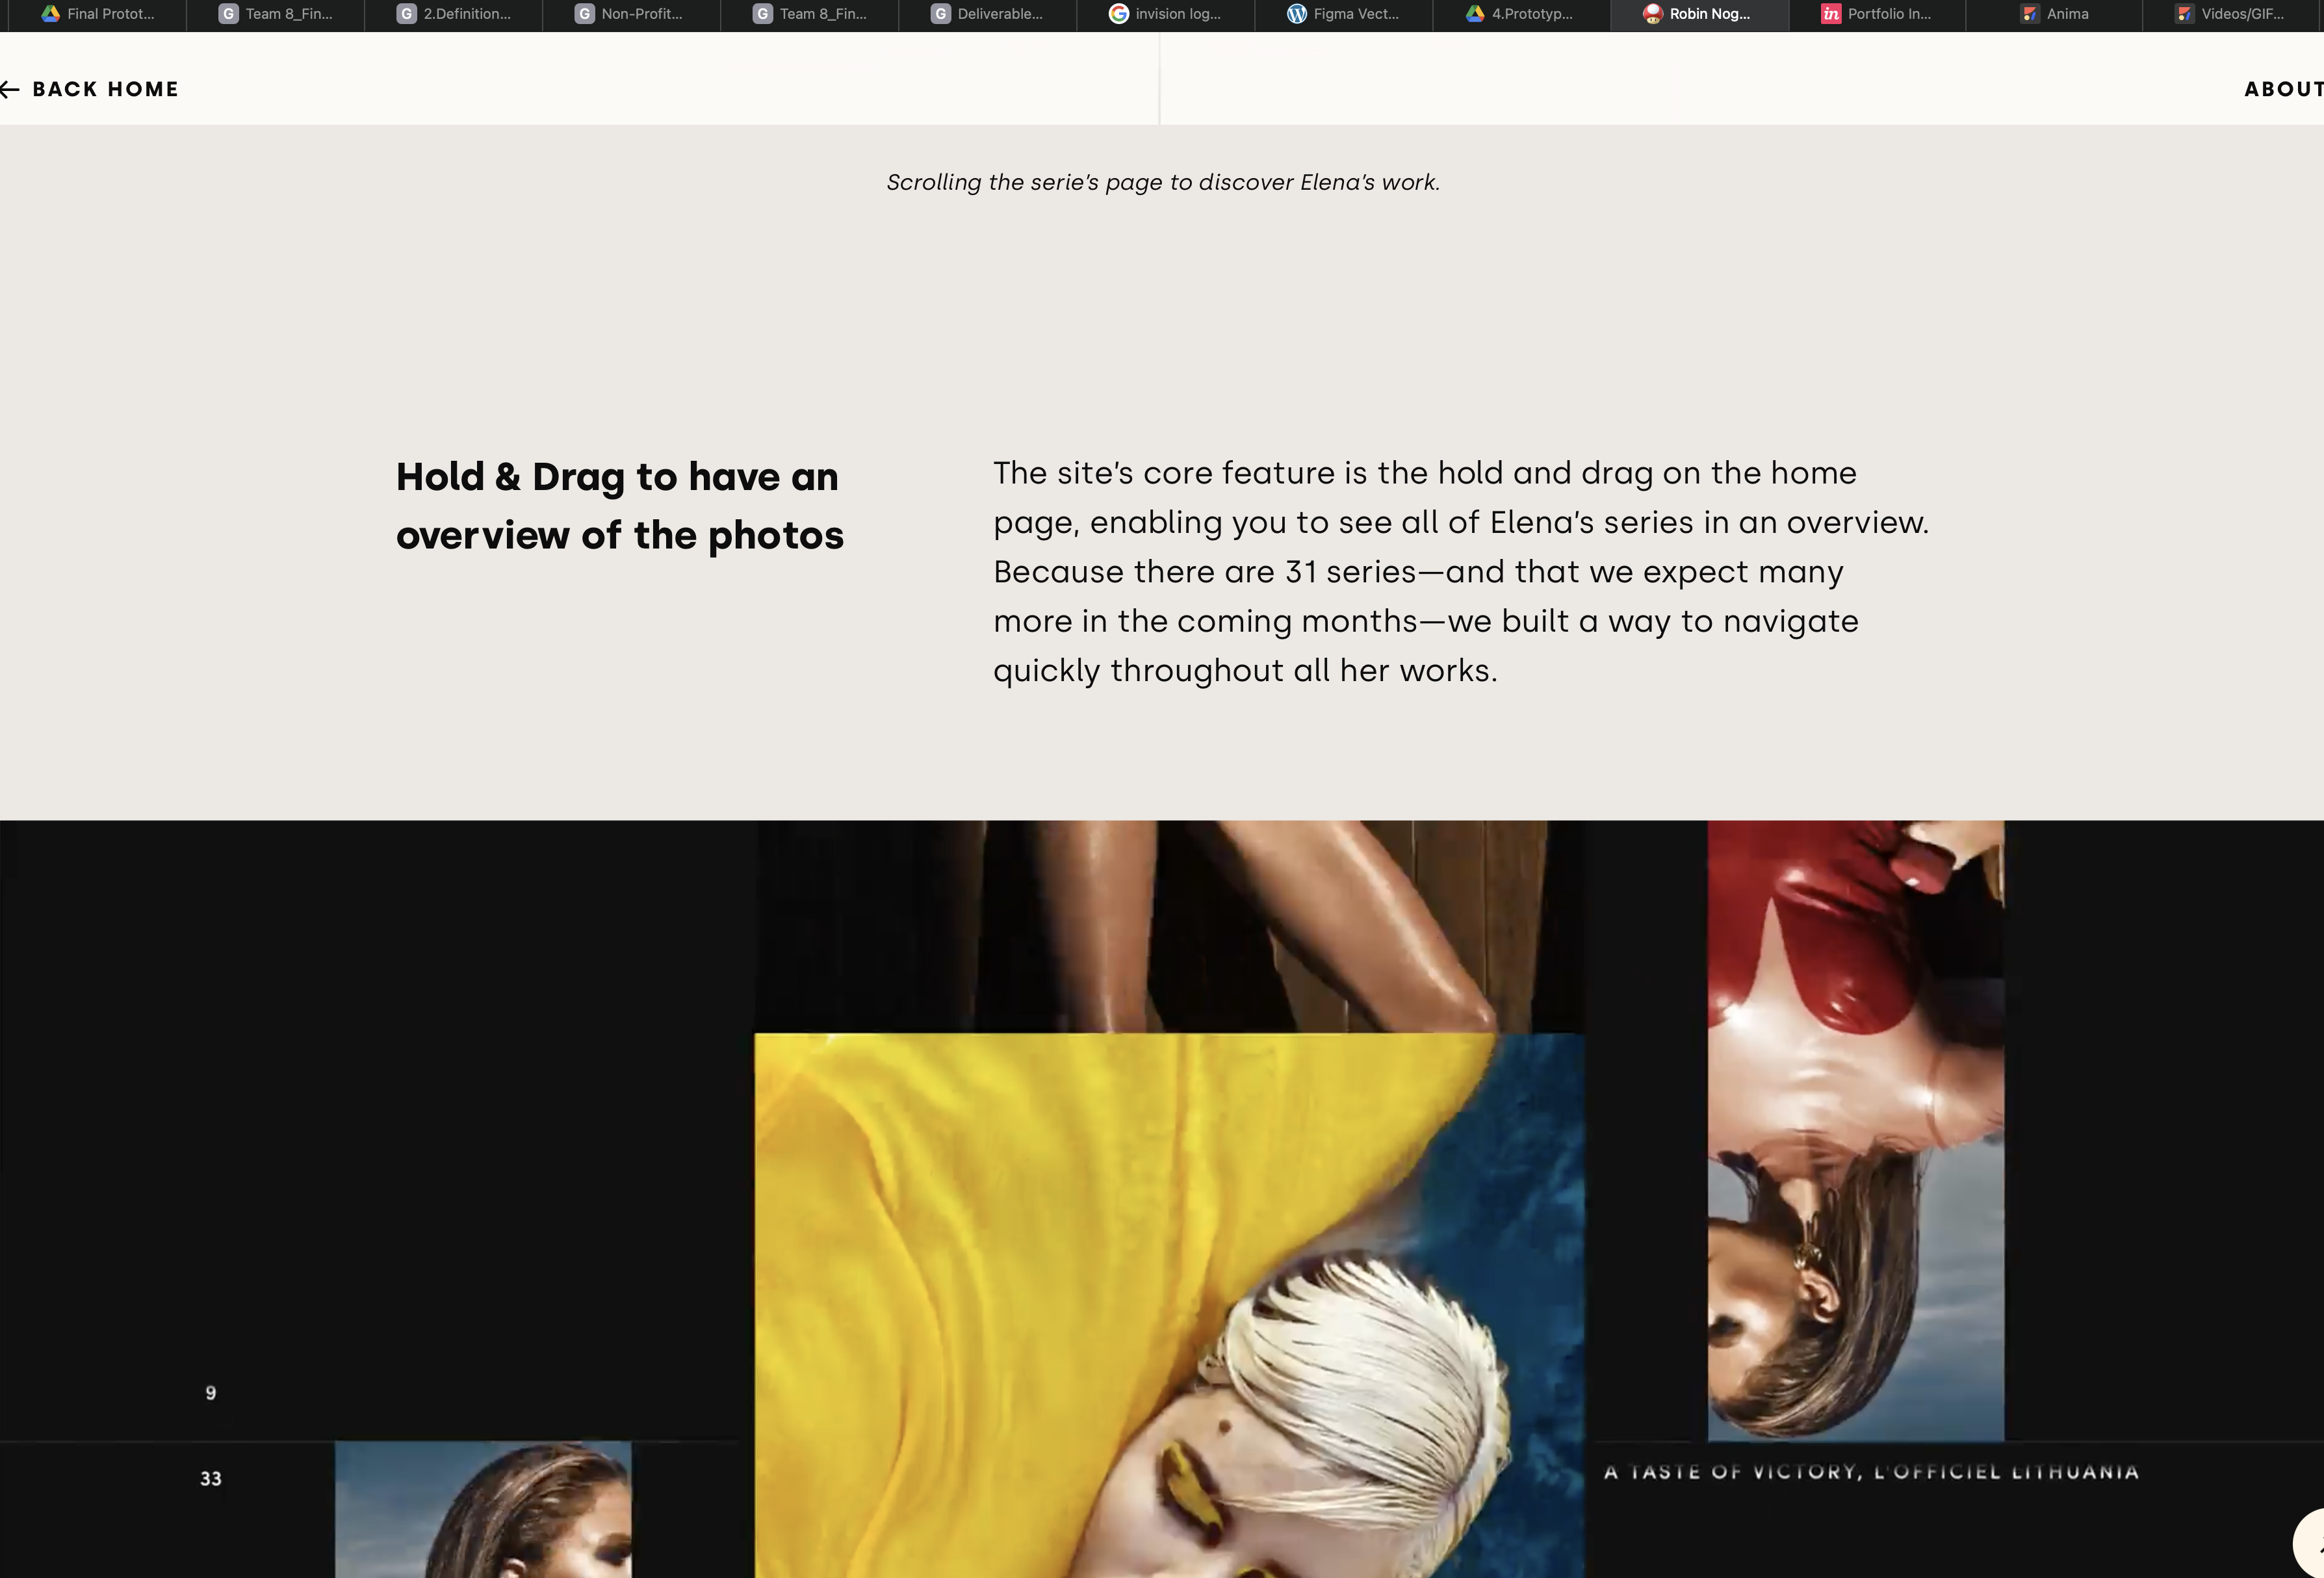 Final Protot...
Team 8_Fin...
2.Definition...
Non-Profit...
Team 8_Fin...
Deliverable...
invision log...
Figma Vect...
4.Prototyp...
Robin Nog...
Portfolio In...
Anima
Videos/GIF...
← BACK HOME
ABOUT
Scrolling the serie's page to discover Elena's work.
Hold & Drag to have an
overview of the photos
The site's core feature is the hold and drag on the home
page, enabling you to see all of Elena's series in an overview.
Because there are 31 series—and that we expect many
more in the coming months—we built a way to navigate
quickly throughout all her works.
9
33
A TASTE OF VICTORY, L'OFFICIEL LITHUANIA